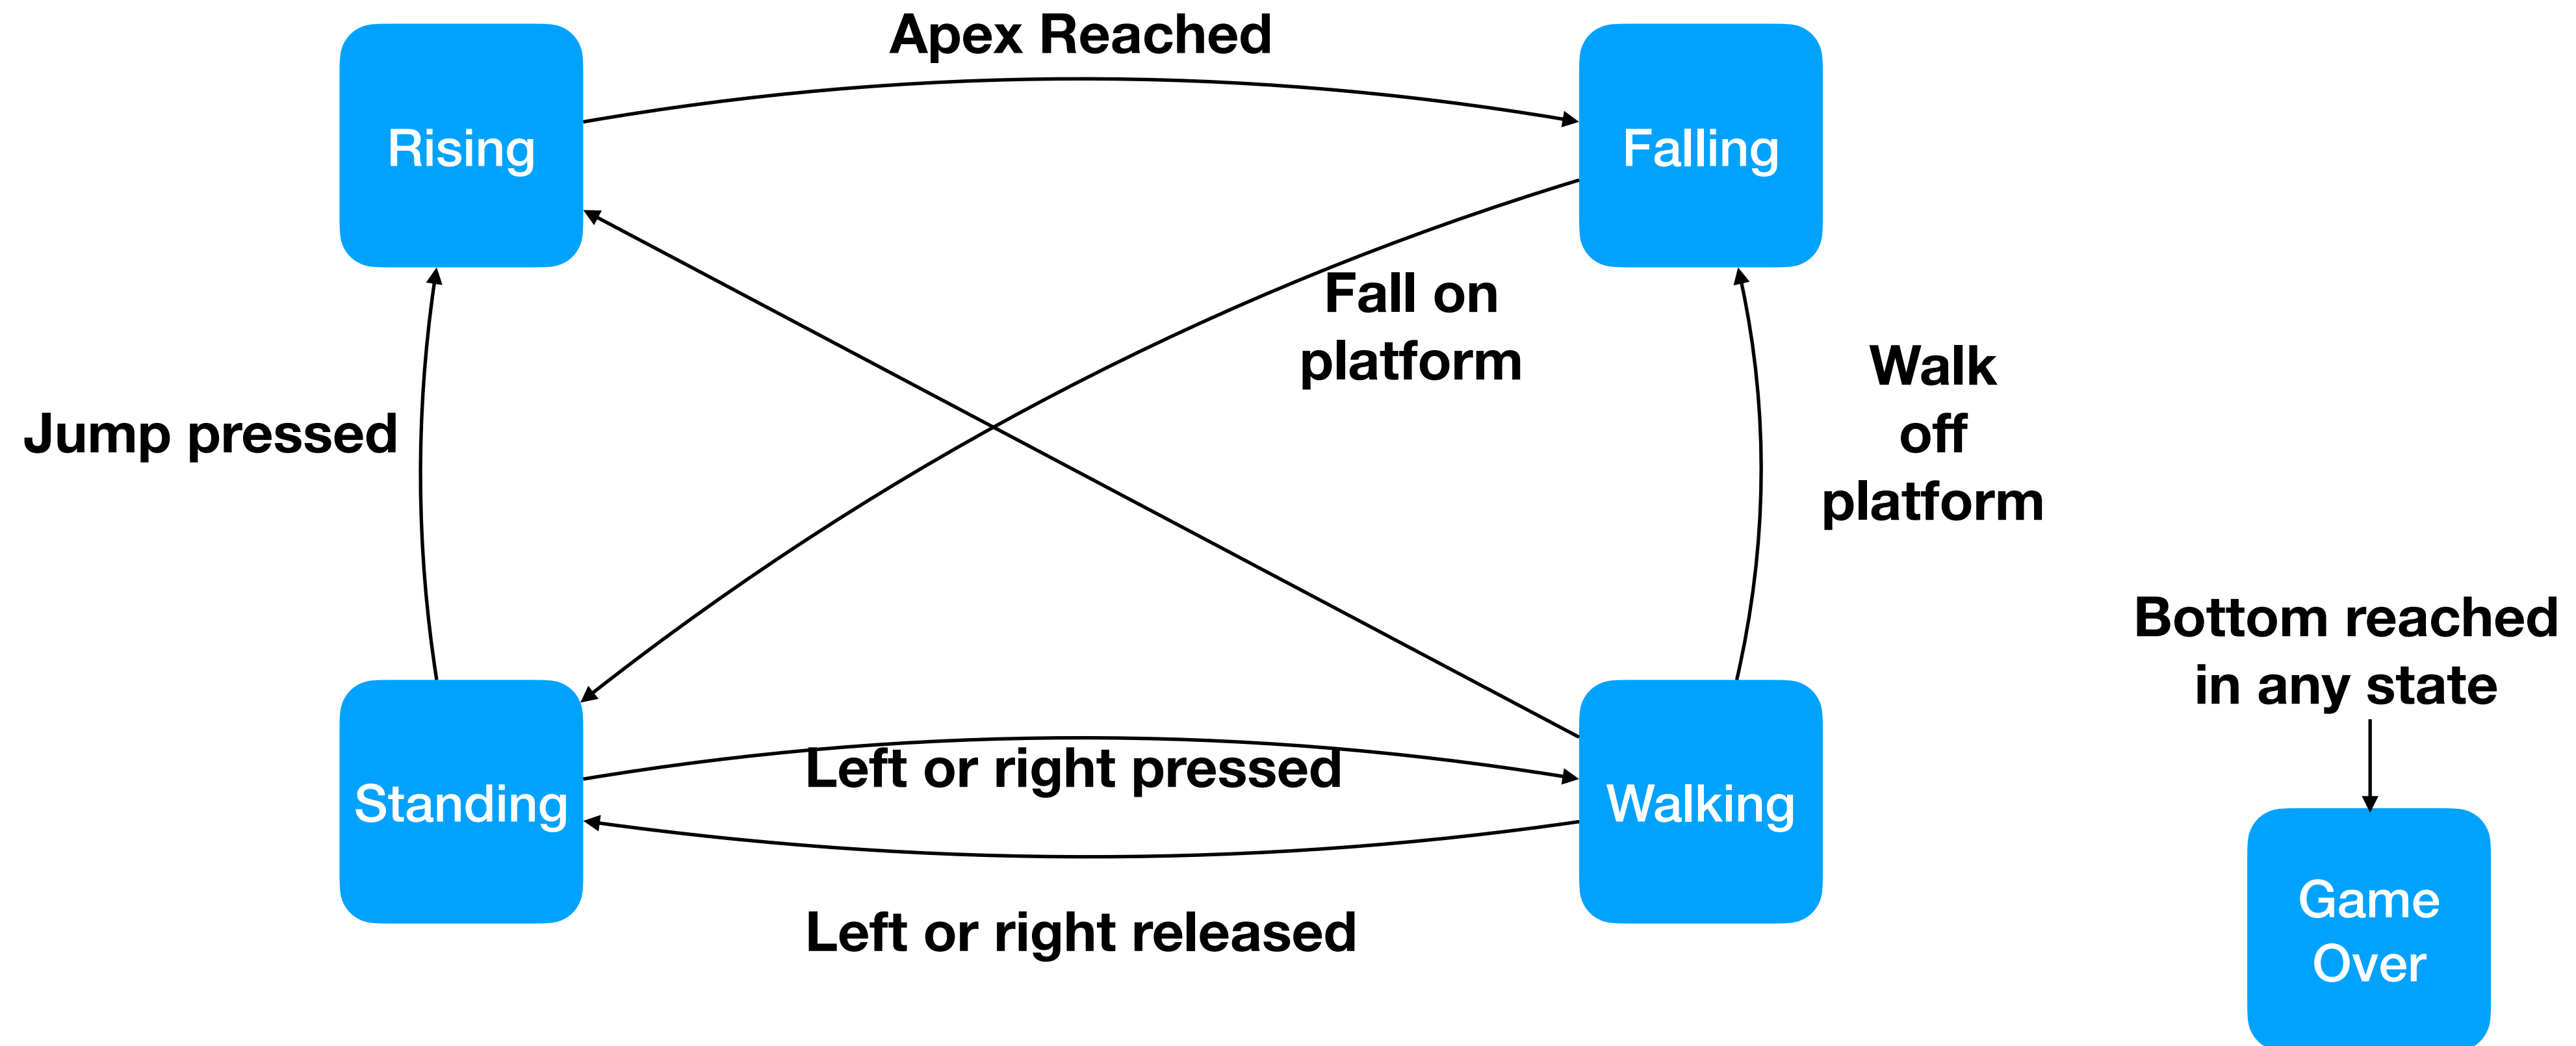 Apex Reached
Rising
Falling
Fall on
platform
Walk
off
platform
Jump pressed
Bottom reached
in any state
Left or right pressed
Standing
Walking
Left or right released
Game
Over